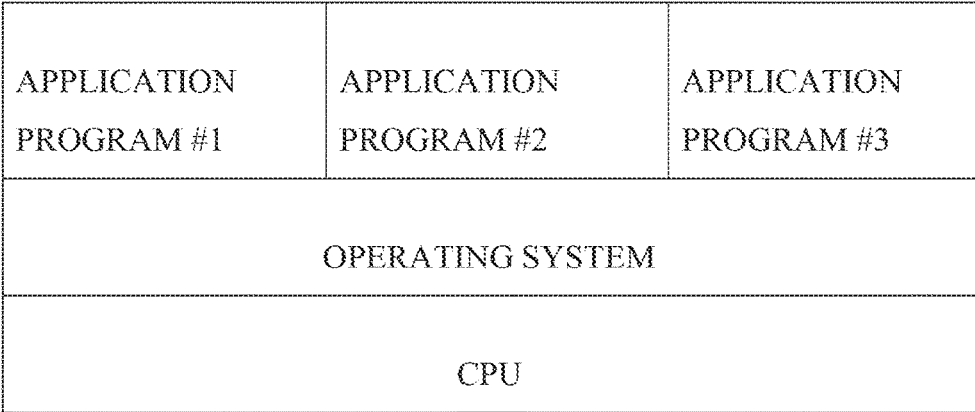 APPLICATION
PROGRAM #1
APPLICATION
PROGRAM #2
APPLICATION
PROGRAM #3
OPERATING SYSTEM
CPU